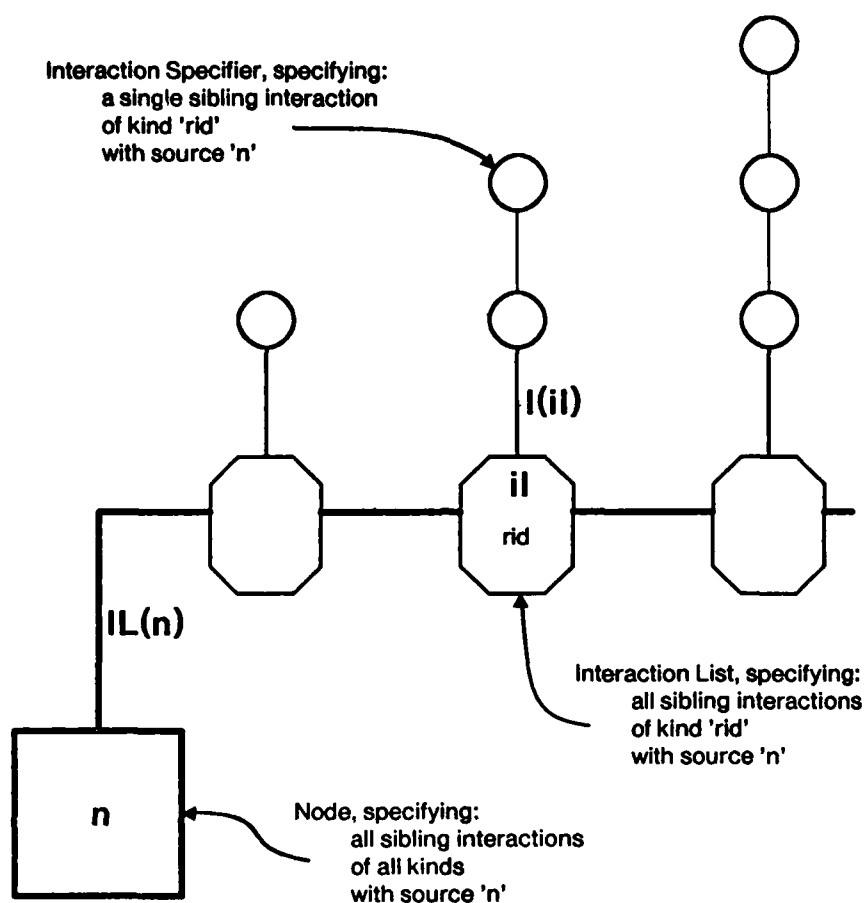 Interaction Specifier, specifying:
a single sibling interaction
of kind 'rid'
with source 'n'
I(il)
il
rid
IL(n)
Interaction List, specifying:
all sibling interactions
of kind 'rid'
with source 'n'
n
Node, specifying:
all sibling interactions
of all kinds
with source 'n'